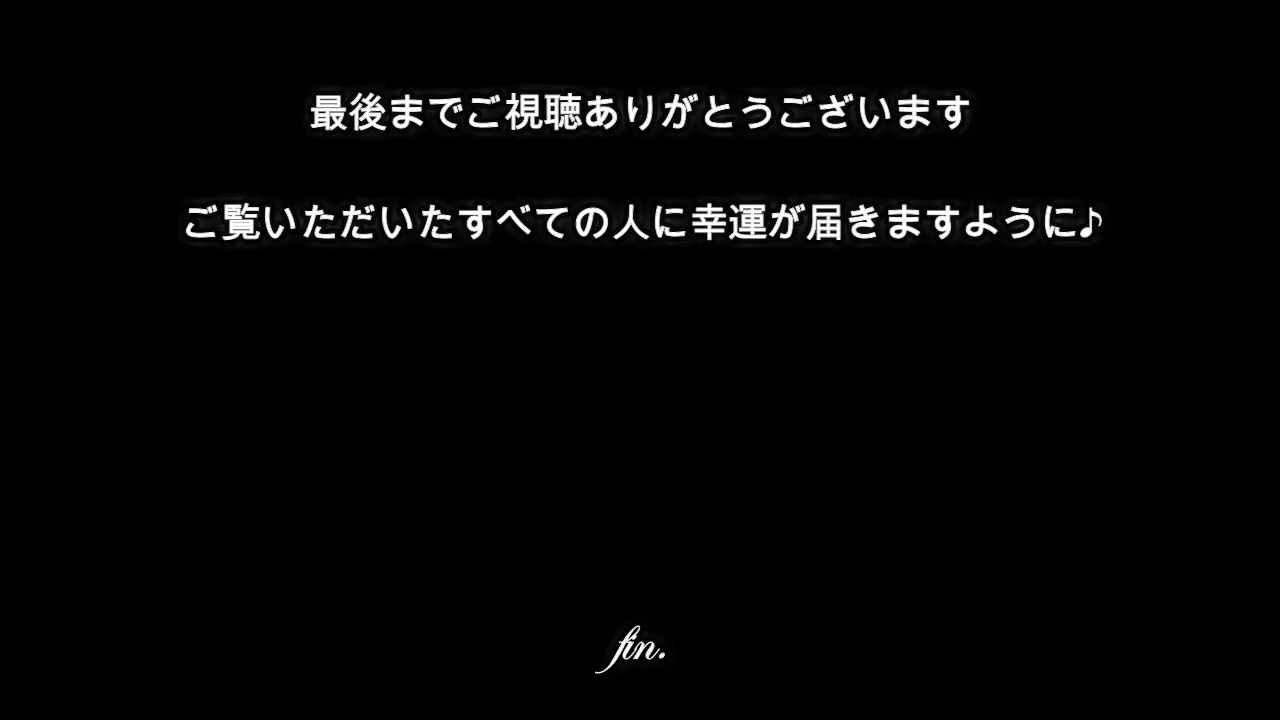 最後までご視聴ありがとうございます
ご覧いただいたすべての人に幸運が届きますように♪
fin.